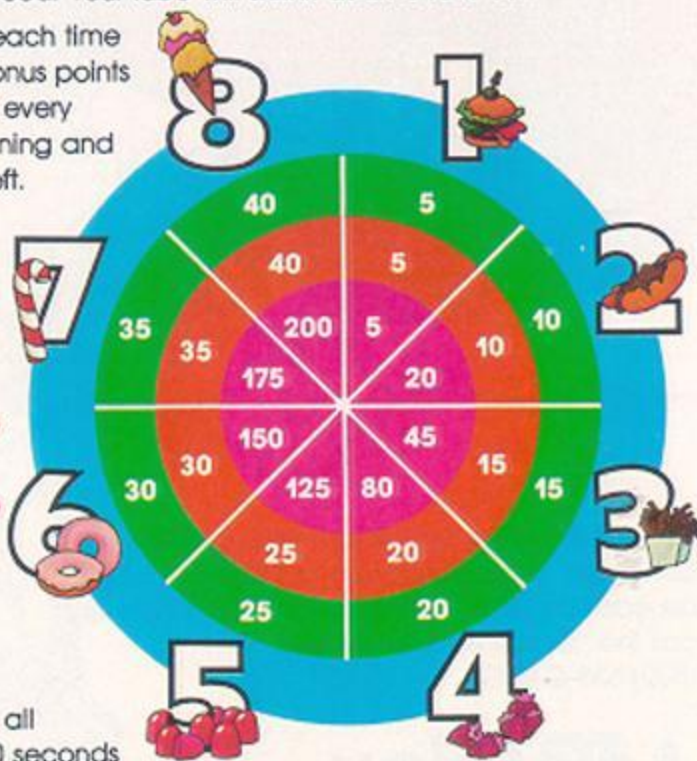 each time
onus points
every
ning and
ft.
8 1
7 2
6 3
5 4
40 5
40 5
200 5
35 35 10 10
175 20
150 45
30 30 15 15
125 80
25 20
25 20
all
0 seconds